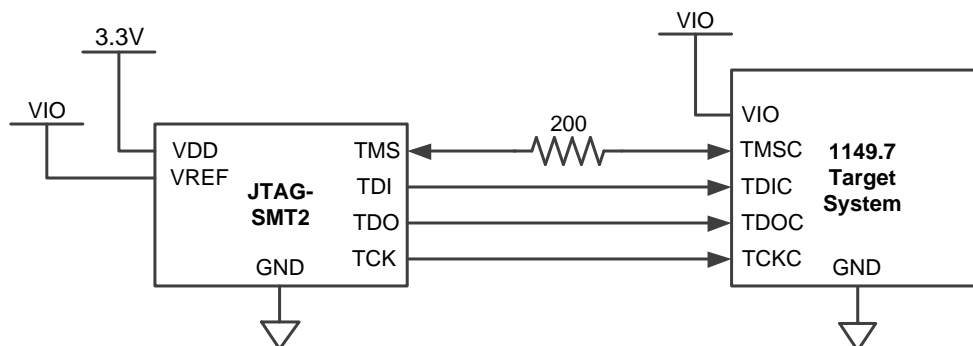 3.3V
VIO
VDD
VREF
JTAG-
SMT2
GND
TMS
TDI
TDO
TCK
200
VIO
VIO
TMSC
TDIC
TDOC
TCKC
GND
1149.7
Target
System